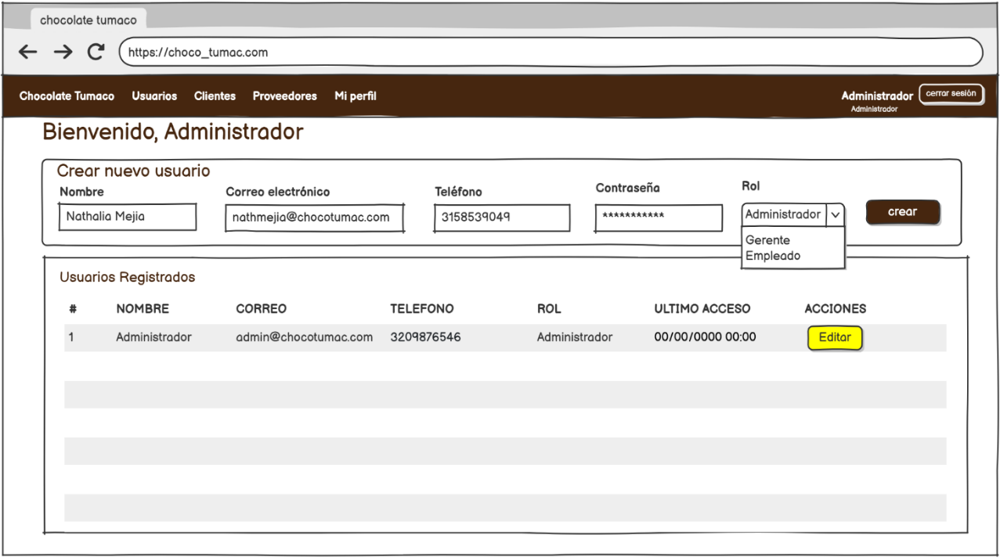 chocolate tumaco
https://choco_tumac.com
Chocolate Tumaco Usuarios Clientes Proveedores Mi perfil Administrador cerrar sesión
Administrador
Bienvenido, Administrador
Crear nuevo usuario
Nombre Correo electrónico Teléfono Contraseña Rol
Nathalia Mejia nathmejia@chocotumac.com 3158539049 *********** Administrador crear
Gerente
Empleado
Usuarios Registrados
# NOMBRE CORREO TELEFONO ROL ULTIMO ACCESO ACCIONES
1 Administrador admin@chocotumac.com 3209876546 Administrador 00/00/0000 00:00 Editar